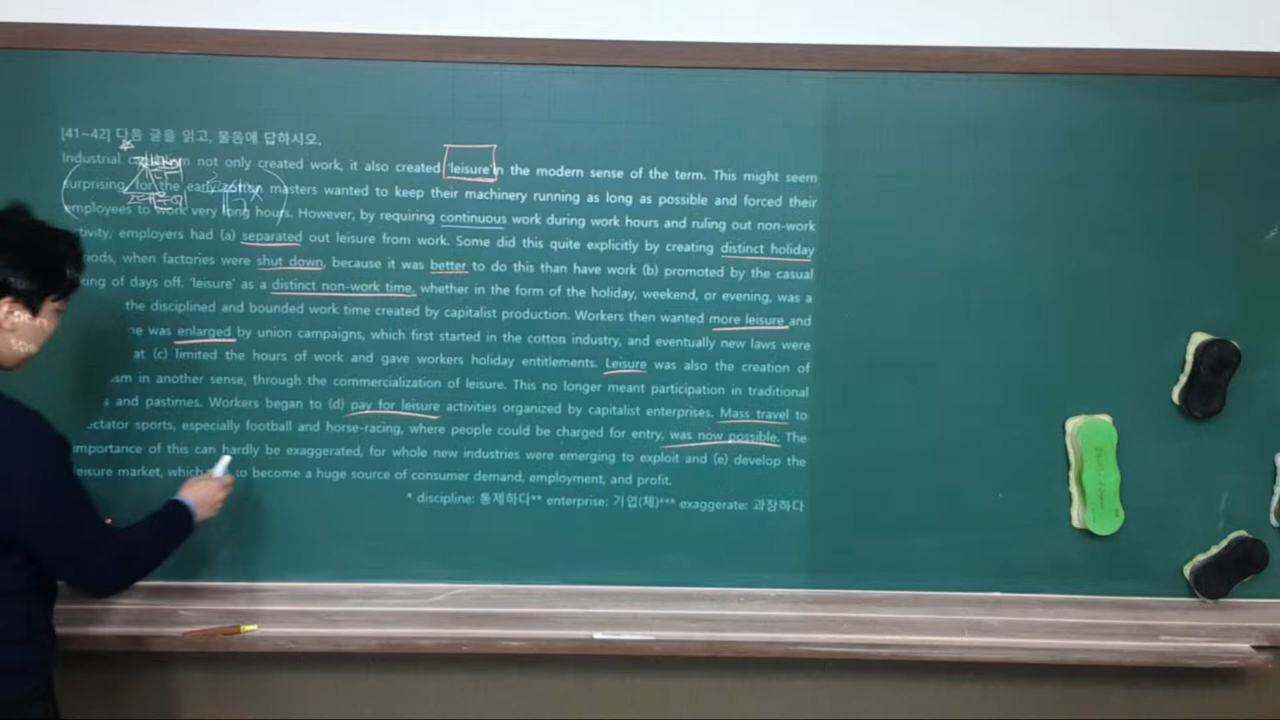 [41~42] 다음 글을 읽고, 물음에 답하시오.
Industrial not only created work, it also created 'leisure' in the modern sense of the term. This might seem
surprising, for the early cotton masters wanted to keep their machinery running as long as possible and forced their
employees to work very long hours. However, by requiring continuous work during work hours and ruling out non-work
tivity, employers had (a) separated out leisure from work. Some did this quite explicitly by creating distinct holiday
iods, when factories were shut down, because it was better to do this than have work (b) promoted by the casual
king of days off. 'leisure' as a distinct non-work time, whether in the form of the holiday, weekend, or evening, was a
the disciplined and bounded work time created by capitalist production. Workers then wanted more leisure and
e was enlarged by union campaigns, which first started in the cotton industry, and eventually new laws were
at (c) limited the hours of work and gave workers holiday entitlements. Leisure was also the creation of
sm in another sense, through the commercialization of leisure. This no longer meant participation in traditional
s and pastimes. Workers began to (d) pay for leisure activities organized by capitalist enterprises. Mass travel to
ectator sports, especially football and horse-racing, where people could be charged for entry, was now possible. The
importance of this can hardly be exaggerated, for whole new industries were emerging to exploit and (e) develop the
eisure market, which to become a huge source of consumer demand, employment, and profit.
* discipline: 통제하다** enterprise: 기업(체)*** exaggerate: 과장하다